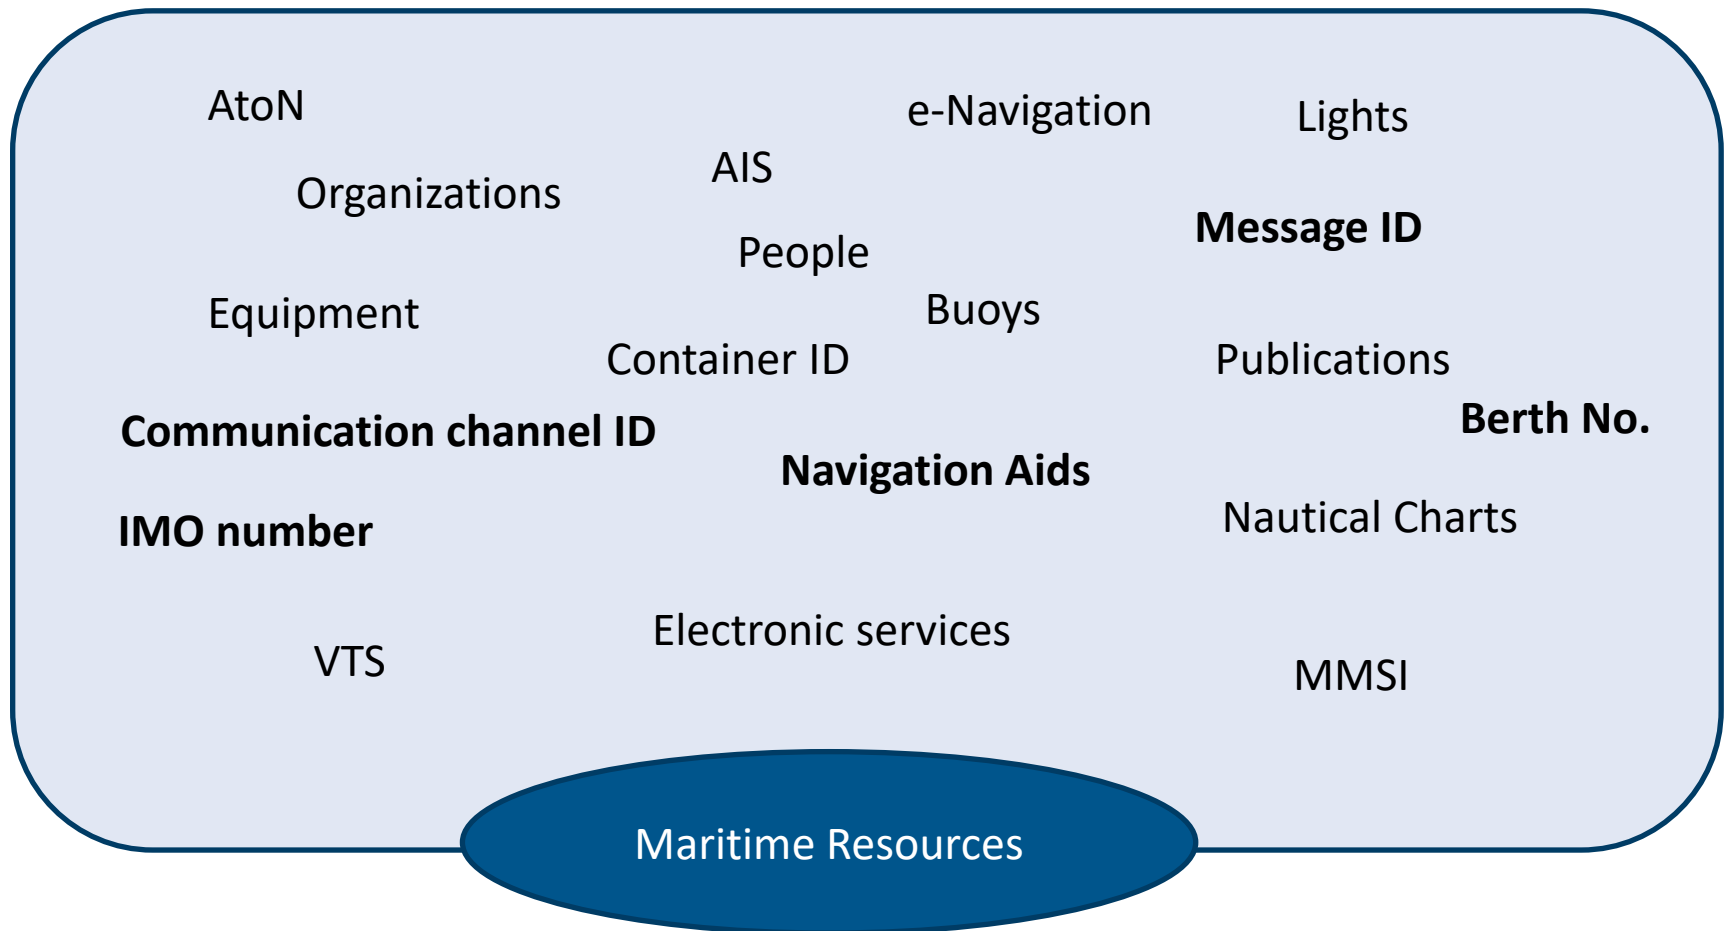 AtoN
e-Navigation
Lights
AIS
Organizations
Message ID
People
Buoys
Equipment
Container ID
Publications
Berth No.
Communication channel ID
Navigation Aids
Nautical Charts
IMO number
Electronic services
VTS
MMSI
Maritime Resources